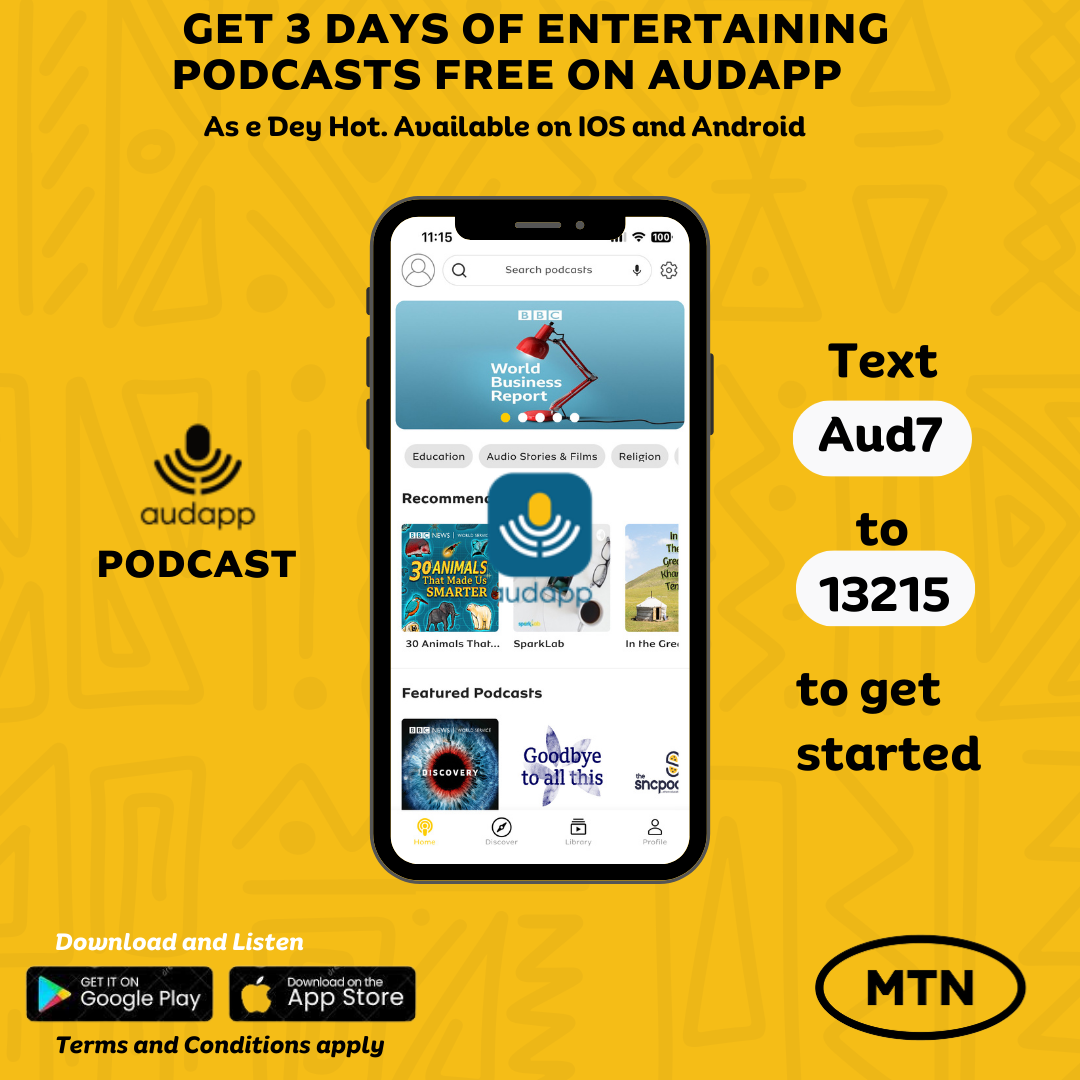 GET 3 DAYS OF ENTERTAINING
PODCASTS FREE ON AUDAPP
As e Dey Hot. Available on IOS and Android
11:15
100
Search podcasts
BBC
World
Business
Report
Education
Audio Stories & Films
Religion
Recommen
BBC NEWS | WORLD SERVICE
30 ANIMALS
That Made Us
SMARTER
audapp
30 Animals That...
SparkLab
In the Gree
Featured Podcasts
BBC NEWS | WORLD SERVICE
DISCOVERY
Goodbye
to all this
the
sncpod
Home
Discover
Library
Profile
audapp
PODCAST
Text
Aud7
to
13215
to get
started
Download and Listen
GET IT ON
Google Play
Download on the
App Store
Terms and Conditions apply
MTN